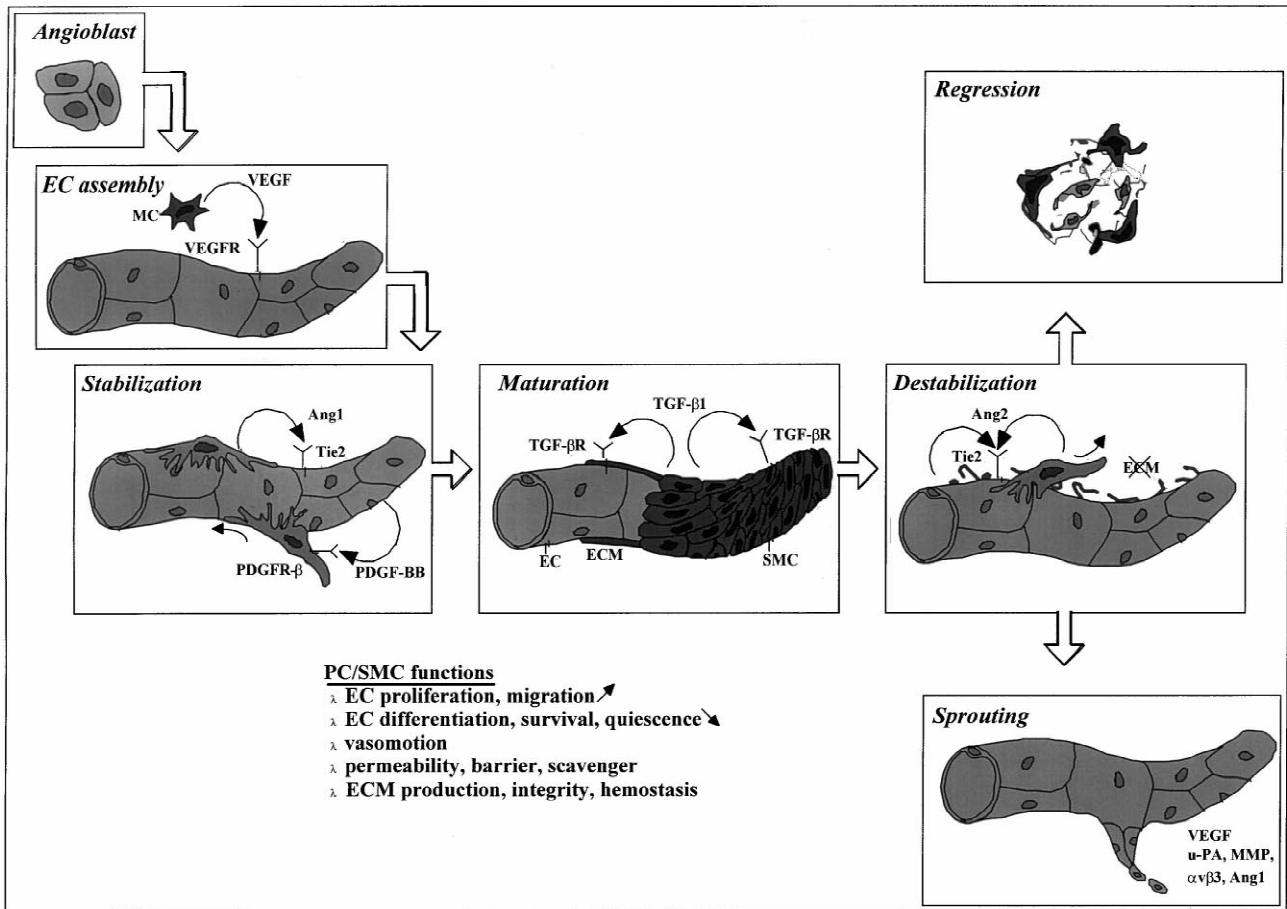 Angioblast
EC assembly
VEGF
MC
VEGFR
Stabilization
Ang1
Tie2
PDGFR-β
PDGF-BB
Maturation
TGF-β1
TGF-βR
TGF-βR
EC
ECM
SMC
Destabilization
Ang2
Tie2
ECM
Regression
Sprouting
VEGF
u-PA, MMP,
αvβ3, Ang1
PC/SMC functions
λ EC proliferation, migration
λ EC differentiation, survival, quiescence
λ vasomotion
λ permeability, barrier, scavenger
λ ECM production, integrity, hemostasis